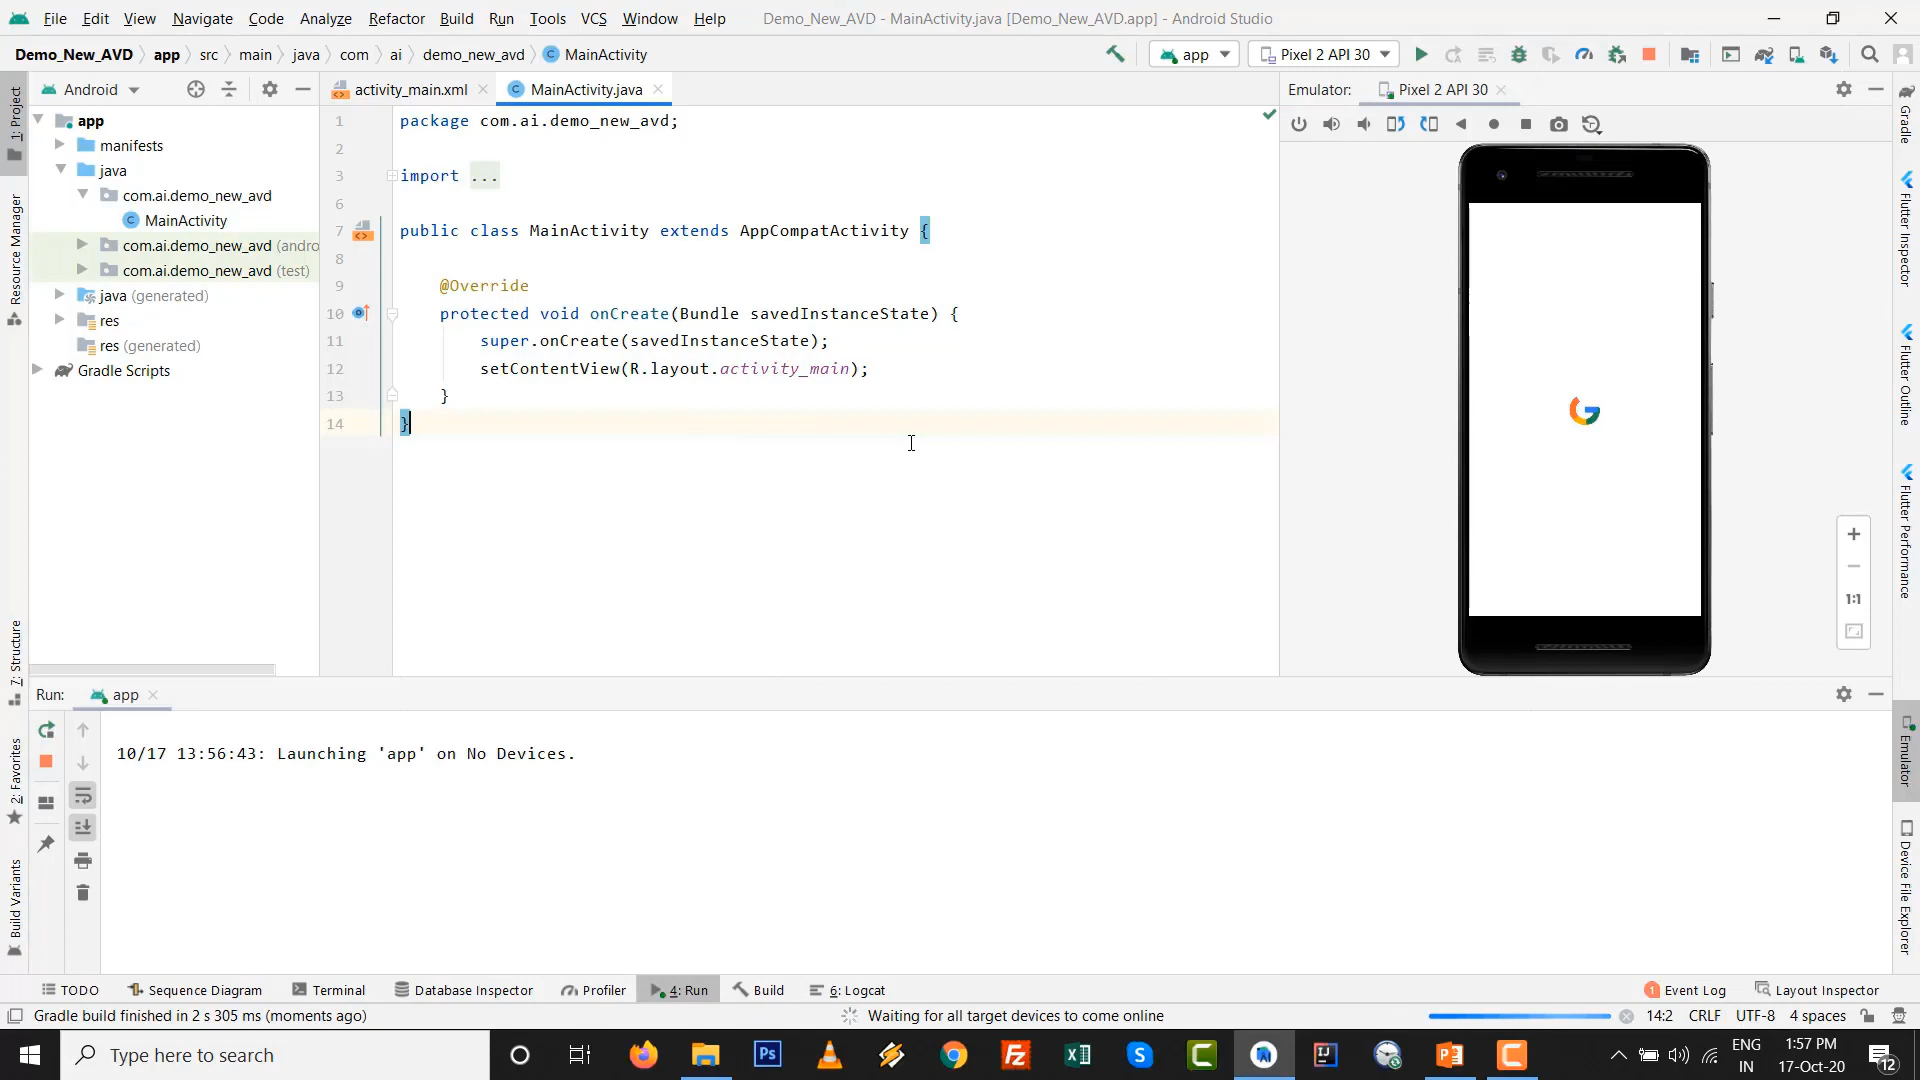 File Edit View Navigate Code Analyze Refactor Build Run Tools VCS Window Help Demo_New_AVD - MainActivity.java [Demo_New_AVD.app] - Android Studio
Demo_New_AVD app src main java com ai demo_new_avd MainActivity app Pixel 2 API 30
Android activity_main.xml MainActivity.java Emulator: Pixel 2 API 30
app
manifests
java
com.ai.demo_new_avd
MainActivity
com.ai.demo_new_avd (andro
com.ai.demo_new_avd (test)
java (generated)
res
res (generated)
Gradle Scripts
1 package com.ai.demo_new_avd;
2
3 import ...
6
7 public class MainActivity extends AppCompatActivity {
8
9 @Override
10 protected void onCreate(Bundle savedInstanceState) {
11 super.onCreate(savedInstanceState);
12 setContentView(R.layout.activity_main);
13 }
14 }
1:1
1: Project
Resource Manager
7: Structure
2: Favorites
Build Variants
Gradle
Flutter Inspector
Flutter Outline
Flutter Performance
Emulator
Device File Explorer
Run: app
10/17 13:56:43: Launching 'app' on No Devices.
TODO Sequence Diagram Terminal Database Inspector Profiler 4: Run Build 6: Logcat 1 Event Log Layout Inspector
Gradle build finished in 2 s 305 ms (moments ago) Waiting for all target devices to come online 14:2 CRLF UTF-8 4 spaces
Type here to search
Ps
ENG
IN
1:57 PM
17-Oct-20
12